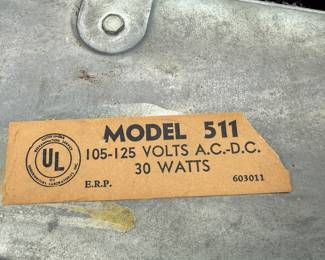 MODEL 511
UL
105-125 VOLTS A.C.-D.C.
30 WATTS
E.R.P. 603011